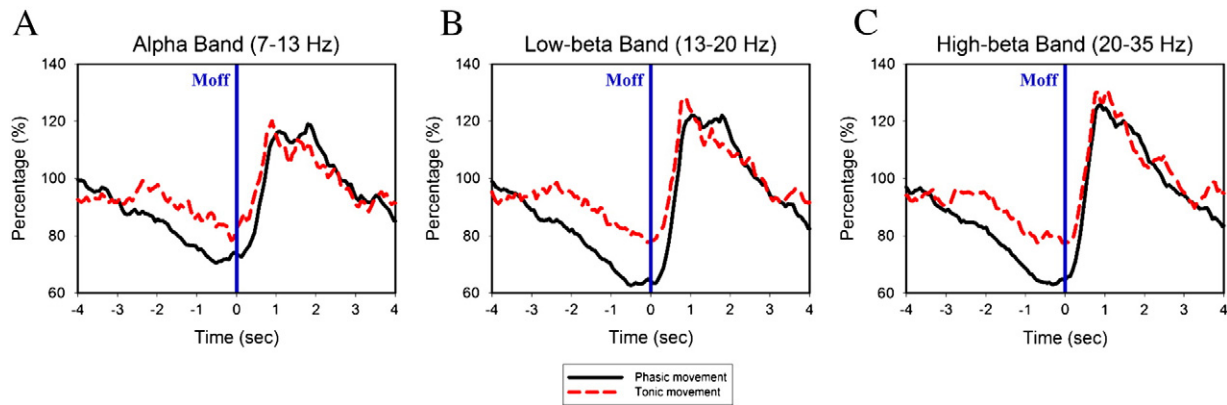 A
Alpha Band (7-13 Hz)
Moff
Percentage (%)
140
120
100
80
60
-4 -3 -2 -1 0 1 2 3 4
Time (sec)
B
Low-beta Band (13-20 Hz)
Moff
Percentage (%)
140
120
100
80
60
-4 -3 -2 -1 0 1 2 3 4
Time (sec)
C
High-beta Band (20-35 Hz)
Moff
Percentage (%)
140
120
100
80
60
-4 -3 -2 -1 0 1 2 3 4
Time (sec)
Phasic movement
Tonic movement